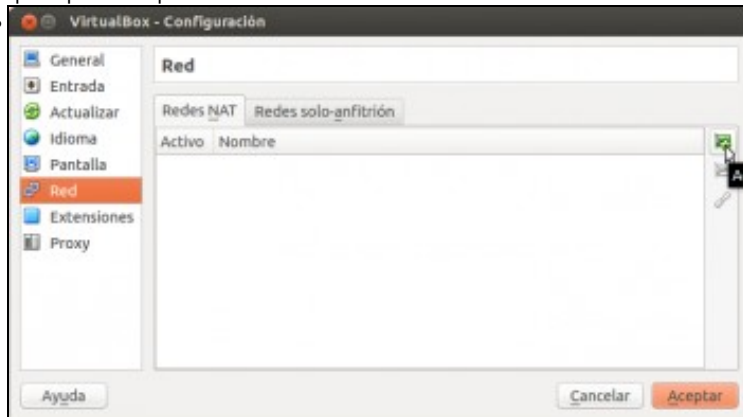 VirtualBox - Configuración
General
Entrada
Actualizar
Idioma
Pantalla
Red
Extensiones
Proxy
Red
Redes NAT Redes solo-anfitrión
Activo Nombre
A
Ayuda Cancelar Aceptar